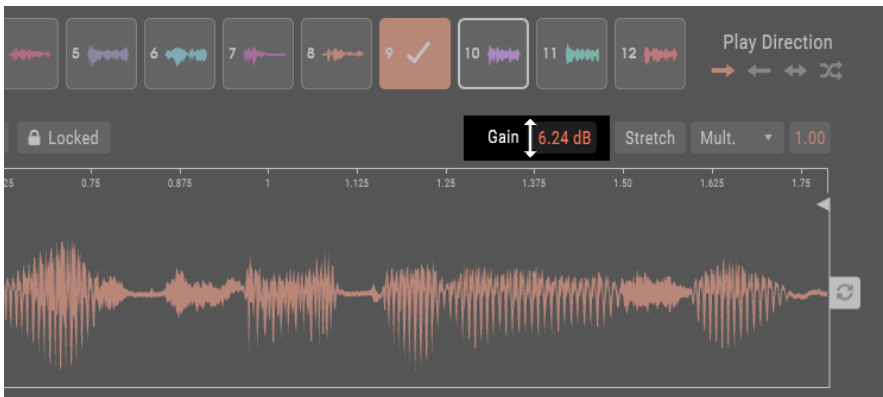 5 6 7 8 9 10 11 12 Play Direction
Locked Gain 6.24 dB Stretch Mult. 1.00
25 0.75 0.875 1 1.125 1.25 1.375 1.50 1.625 1.75